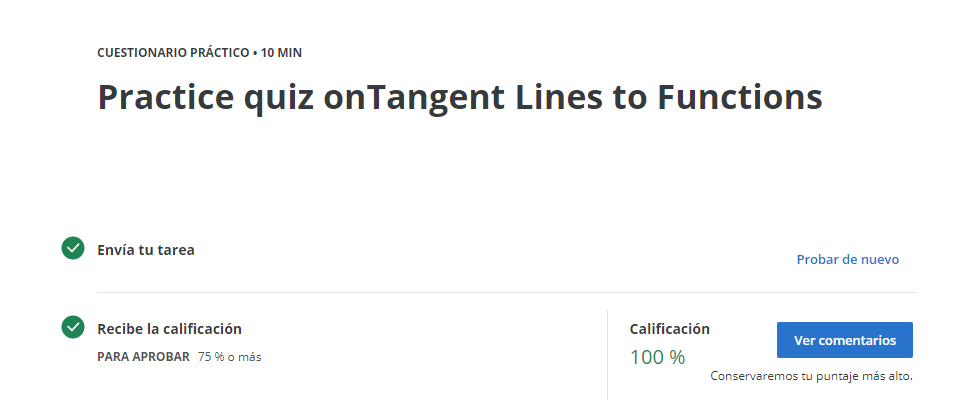 CUESTIONARIO PRÁCTICO • 10 MIN
Practice quiz onTangent Lines to Functions
Envía tu tarea
Probar de nuevo
Recibe la calificación
PARA APROBAR 75 % o más
Calificación
100 %
Ver comentarios
Conservaremos tu puntaje más alto.